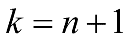 k = n + 1